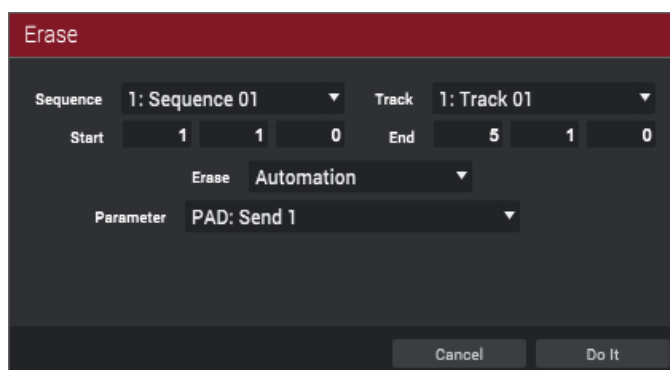 Erase
Sequence 1: Sequence 01 Track 1: Track 01
Start 1 1 0 End 5 1 0
Erase Automation
Parameter PAD: Send 1
Cancel Do It